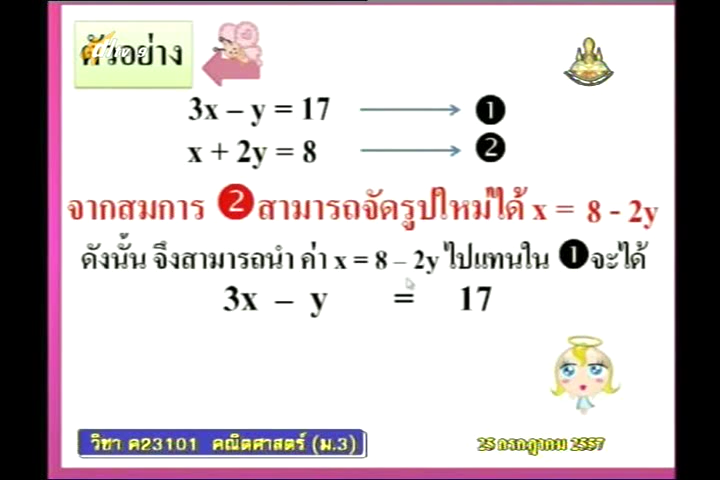 ตัวอย่าง
3x – y = 17 ❶
x + 2y = 8 ❷
จากสมการ ❷ สามารถจัดรูปใหม่ได้ x = 8 - 2y
ดังนั้น จึงสามารถนำ ค่า x = 8 – 2y ไปแทนใน ❶ จะได้
3x – y = 17
วิชา ค23101 คณิตศาสตร์ (ม.3) 25 กรกฎาคม 2557